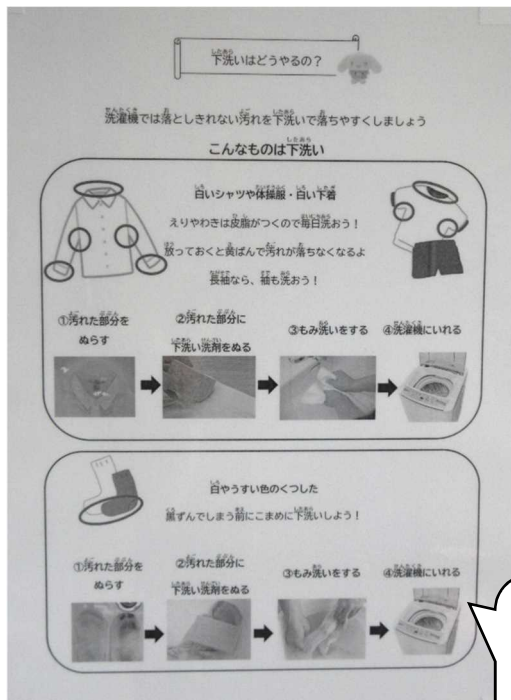 下洗いはどうやるの？
洗濯機では落としきれない汚れを下洗いで落ちやすくしましょう
こんなものは下洗い
白いシャツや体操服・白い下着
えりやわきは皮脂がつくので毎日洗おう！
放っておくと黄ばんで汚れが落ちなくなるよ
長袖なら、袖も洗おう！
①汚れた部分を
ぬらす
②汚れた部分に
下洗い洗剤をぬる
③もみ洗いをする
④洗濯機にいれる
白やうすい色のくつした
黒ずんでしまう前にこまめに下洗いしよう！
①汚れた部分を
ぬらす
②汚れた部分に
下洗い洗剤をぬる
③もみ洗いをする
④洗濯機にいれる